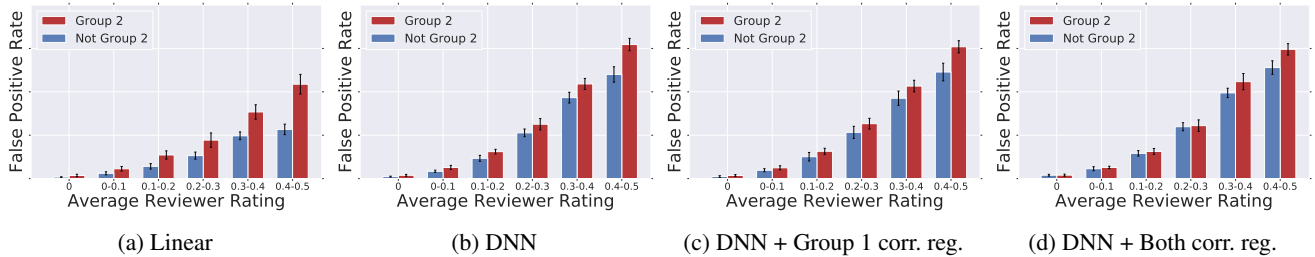 False Positive Rate
Group 2
Not Group 2
0
0-0.1
0.1-0.2
0.2-0.3
0.3-0.4
0.4-0.5
Average Reviewer Rating
(a) Linear
False Positive Rate
Group 2
Not Group 2
0
0-0.1
0.1-0.2
0.2-0.3
0.3-0.4
0.4-0.5
Average Reviewer Rating
(b) DNN
False Positive Rate
Group 2
Not Group 2
0
0-0.1
0.1-0.2
0.2-0.3
0.3-0.4
0.4-0.5
Average Reviewer Rating
(c) DNN + Group 1 corr. reg.
False Positive Rate
Group 2
Not Group 2
0
0-0.1
0.1-0.2
0.2-0.3
0.3-0.4
0.4-0.5
Average Reviewer Rating
(d) DNN + Both corr. reg.